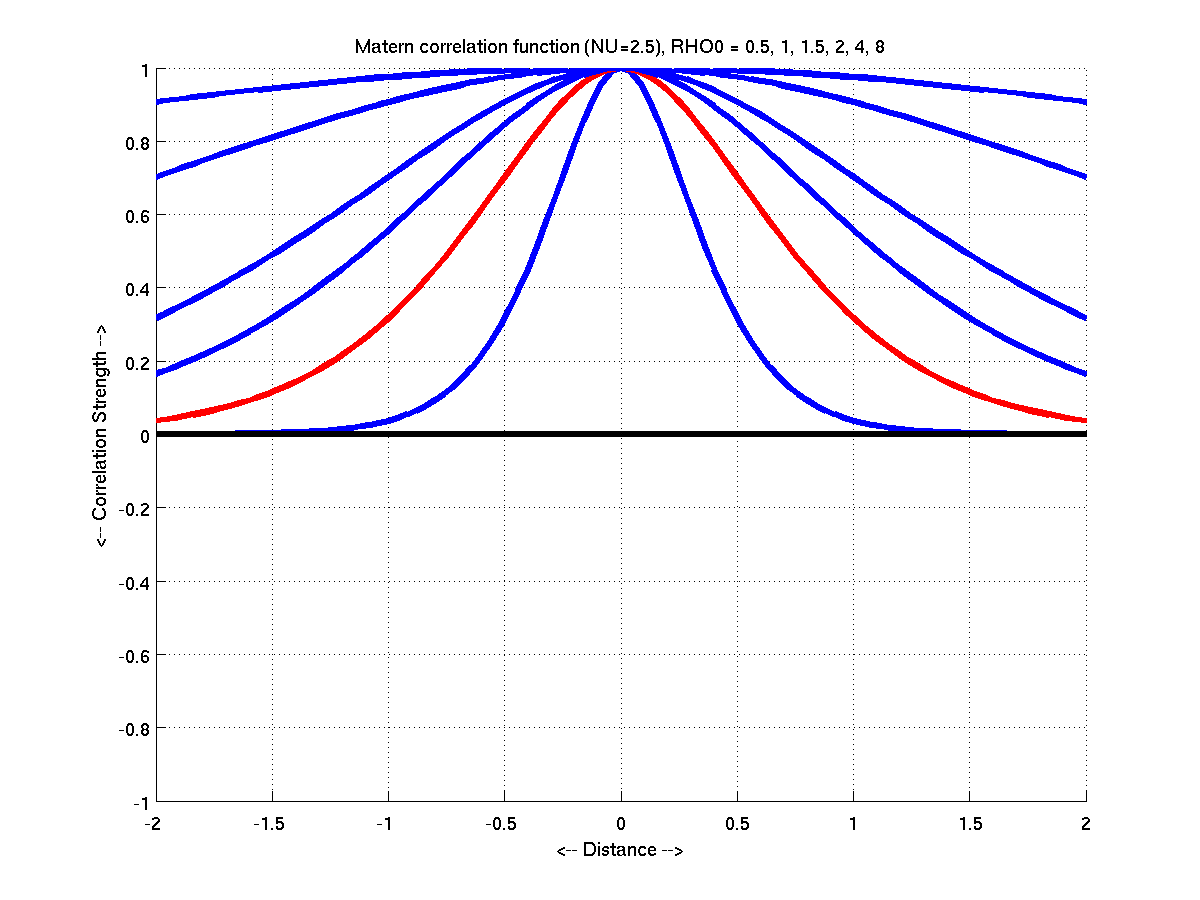 Matern correlation function (NU=2.5), RHO0 = 0.5, 1, 1.5, 2, 4, 8
1
0.8
0.6
0.4
0.2
0
-0.2
-0.4
-0.6
-0.8
-1
<-- Correlation Strength -->
-2 -1.5 -1 -0.5 0 0.5 1 1.5 2
<-- Distance -->